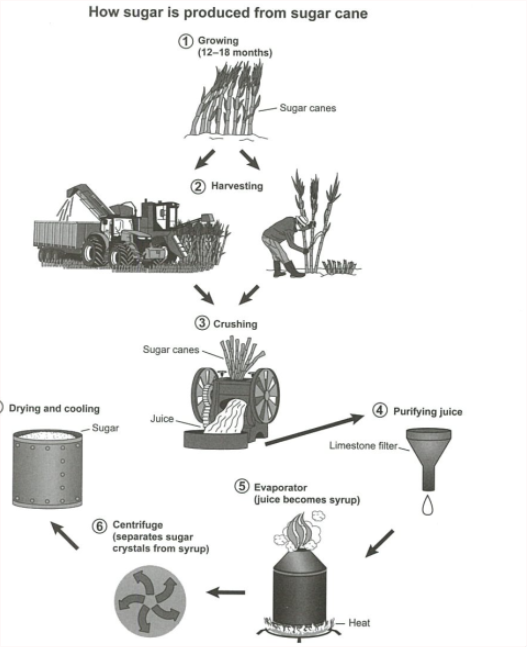 How sugar is produced from sugar cane
① Growing
(12–18 months)
Sugar canes
② Harvesting
③ Crushing
Sugar canes
Juice
④ Purifying juice
Limestone filter
⑤ Evaporator
(juice becomes syrup)
Heat
⑥ Centrifuge
(separates sugar
crystals from syrup)
Drying and cooling
Sugar